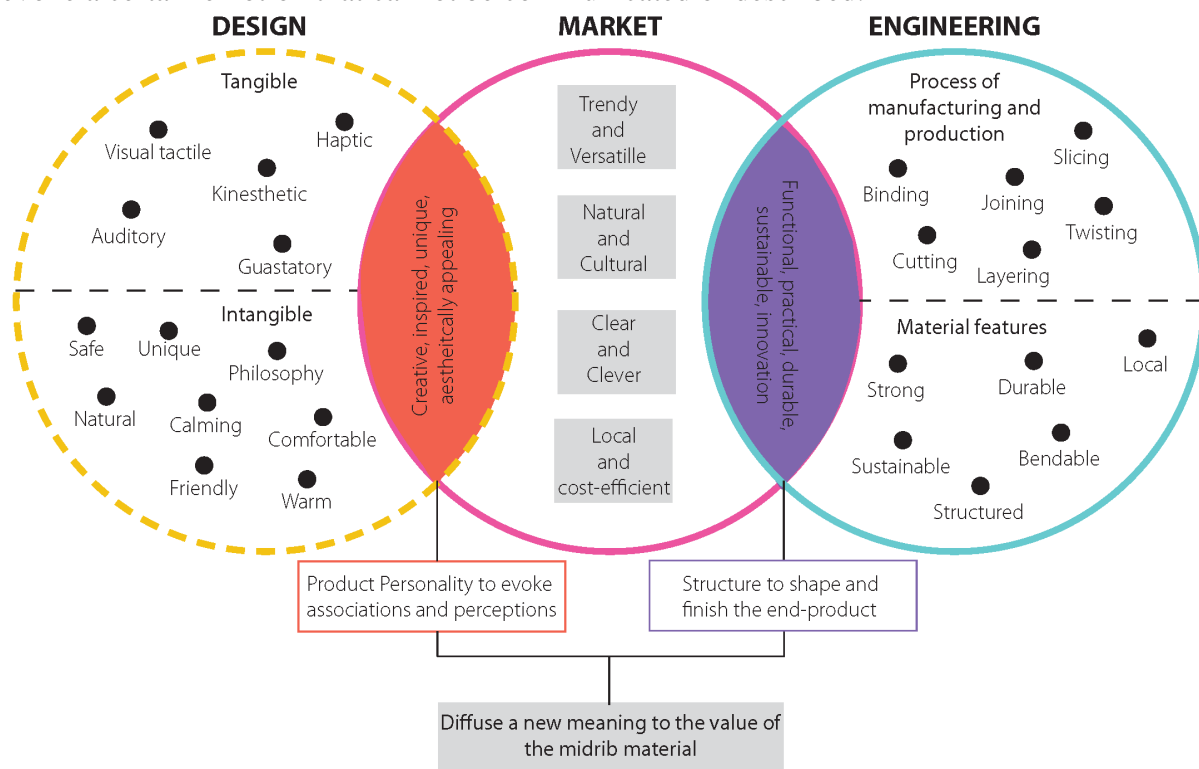 DESIGN
MARKET
ENGINEERING
Tangible
Visual tactile
Haptic
Kinesthetic
Auditory
Guastatory
Intangible
Safe
Unique
Philosophy
Natural
Calming
Comfortable
Friendly
Warm
Creative, inspired, unique,
aestheitcally appealing
Trendy
and
Versatille
Natural
and
Cultural
Clear
and
Clever
Local
and
cost-efficient
Functional, practical, durable,
sustainable, innovation
Process of
manufacturing and
production
Slicing
Binding
Joining
Twisting
Cutting
Layering
Material features
Local
Strong
Durable
Sustainable
Bendable
Structured
Product Personality to evoke
associations and perceptions
Structure to shape and
finish the end-product
Diffuse a new meaning to the value of
the midrib material